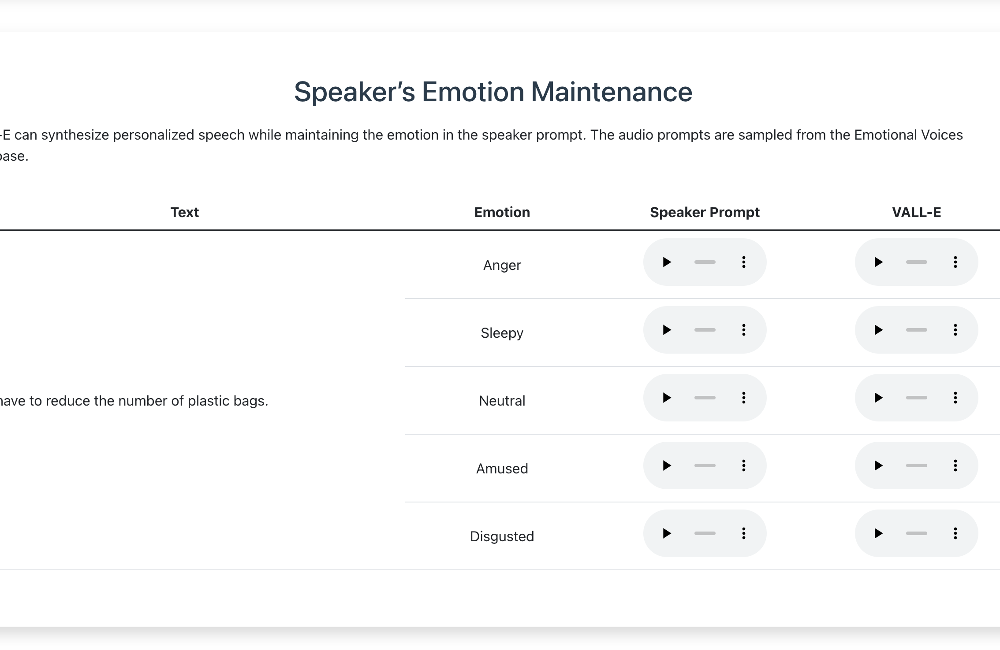 Speaker’s Emotion Maintenance
-E can synthesize personalized speech while maintaining the emotion in the speaker prompt. The audio prompts are sampled from the Emotional Voices
base.
Text Emotion Speaker Prompt VALL-E
Anger
Sleepy
have to reduce the number of plastic bags. Neutral
Amused
Disgusted